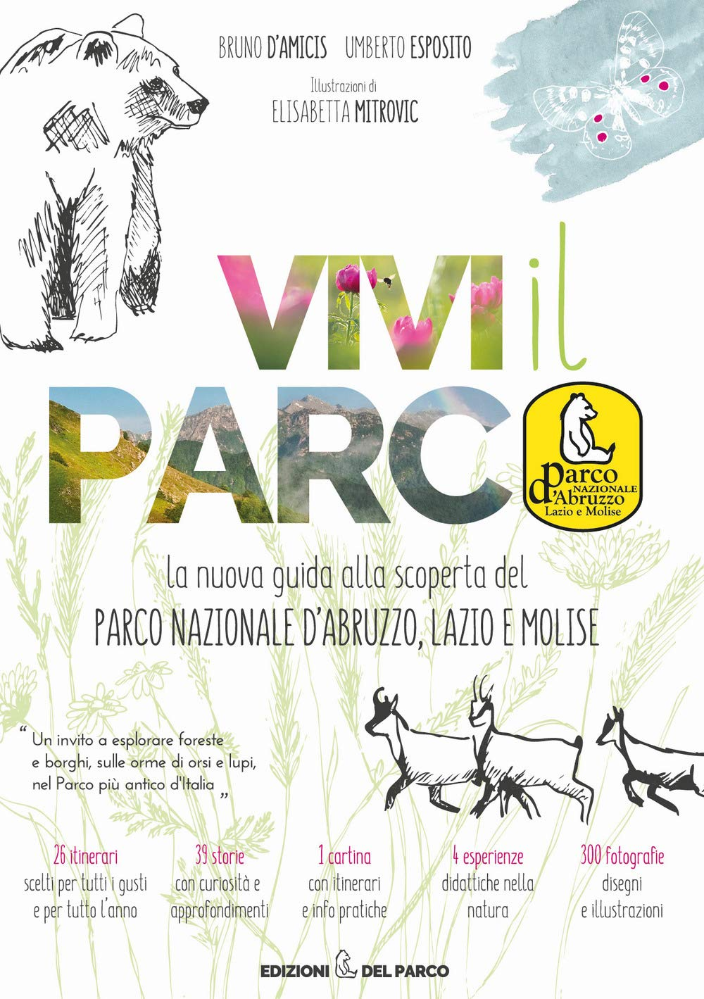 BRUNO D'AMICIS UMBERTO ESPOSITO
Illustrazioni di
ELISABETTA MITROVIC
VIVI il
PARC
Parco
NAZIONALE
d'Abruzzo
Lazio e Molise
la nuova guida alla scoperta del
PARCO NAZIONALE D'ABRUZZO, LAZIO E MOLISE
“ Un invito a esplorare foreste
e borghi, sulle orme di orsi e lupi,
nel Parco più antico d'Italia „
26 itinerari
scelti per tutti i gusti
e per tutto l'anno
39 storie
con curiosità e
approfondimenti
1 cartina
con itinerari
e info pratiche
4 esperienze
didattiche nella
natura
300 fotografie
disegni
e illustrazioni
EDIZIONI DEL PARCO